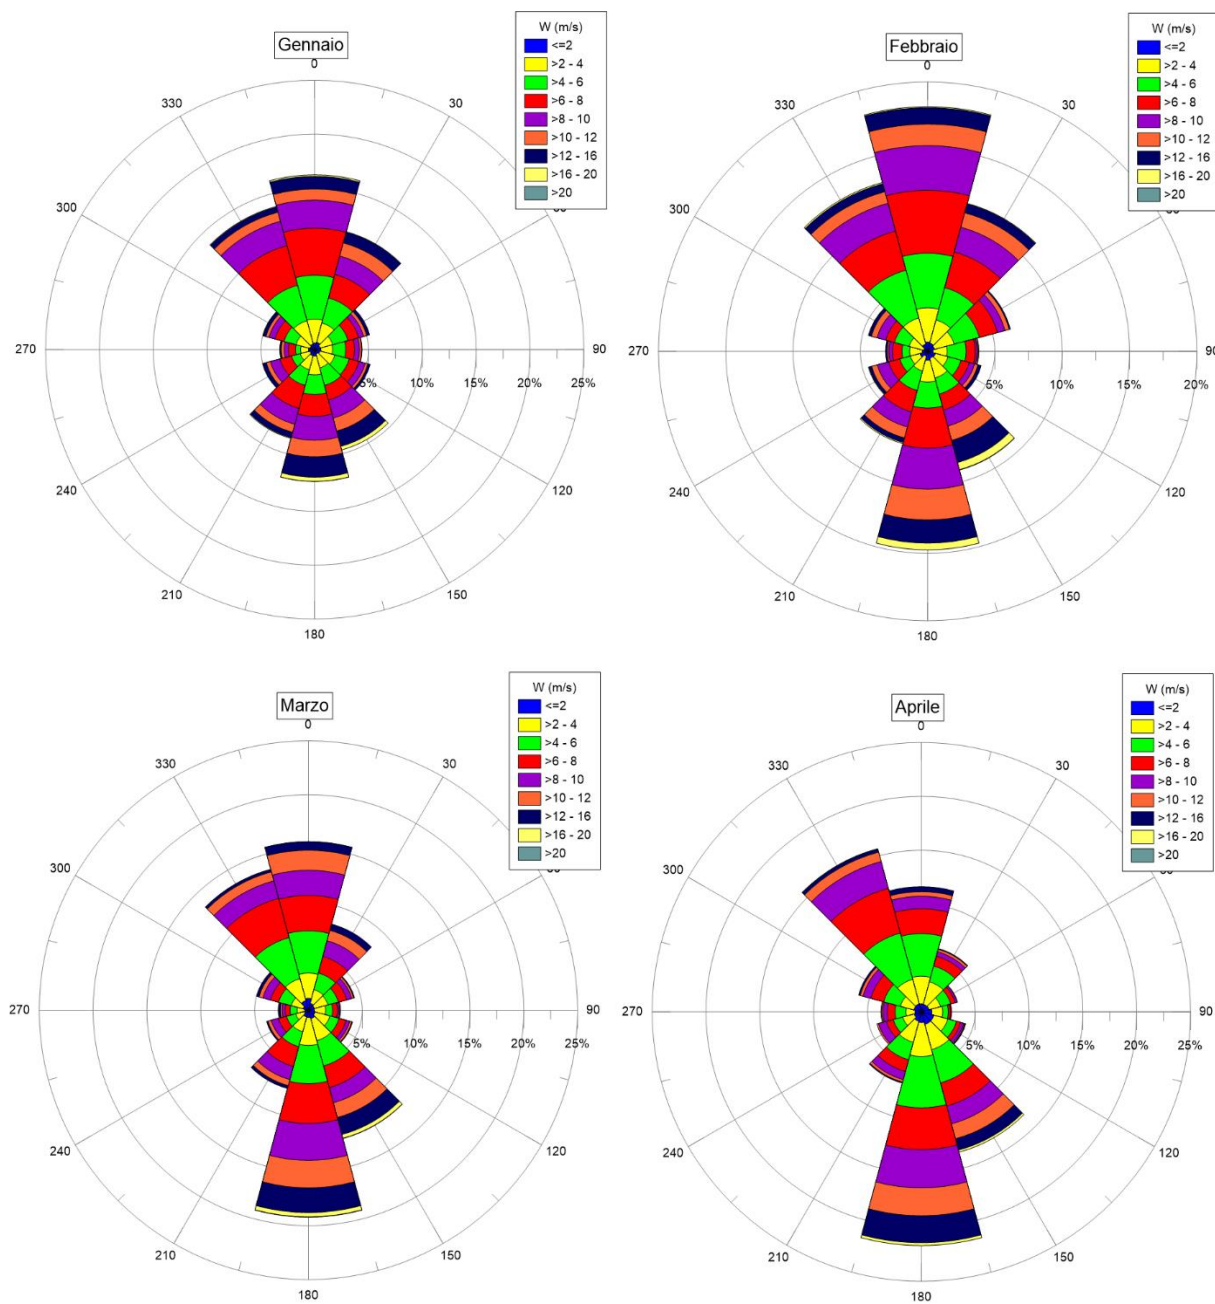 Gennaio
W (m/s)
<=2
>2 - 4
>4 - 6
>6 - 8
>8 - 10
>10 - 12
>12 - 16
>16 - 20
>20
0
30
90
120
150
180
210
240
270
300
330
5%
10%
15%
20%
25%
Febbraio
W (m/s)
<=2
>2 - 4
>4 - 6
>6 - 8
>8 - 10
>10 - 12
>12 - 16
>16 - 20
>20
0
30
90
120
150
180
210
240
270
300
330
5%
10%
15%
20%
Marzo
W (m/s)
<=2
>2 - 4
>4 - 6
>6 - 8
>8 - 10
>10 - 12
>12 - 16
>16 - 20
>20
0
30
90
120
150
180
210
240
270
300
330
5%
10%
15%
20%
25%
Aprile
W (m/s)
<=2
>2 - 4
>4 - 6
>6 - 8
>8 - 10
>10 - 12
>12 - 16
>16 - 20
>20
0
30
90
120
150
180
210
240
270
300
330
5%
10%
15%
20%
25%